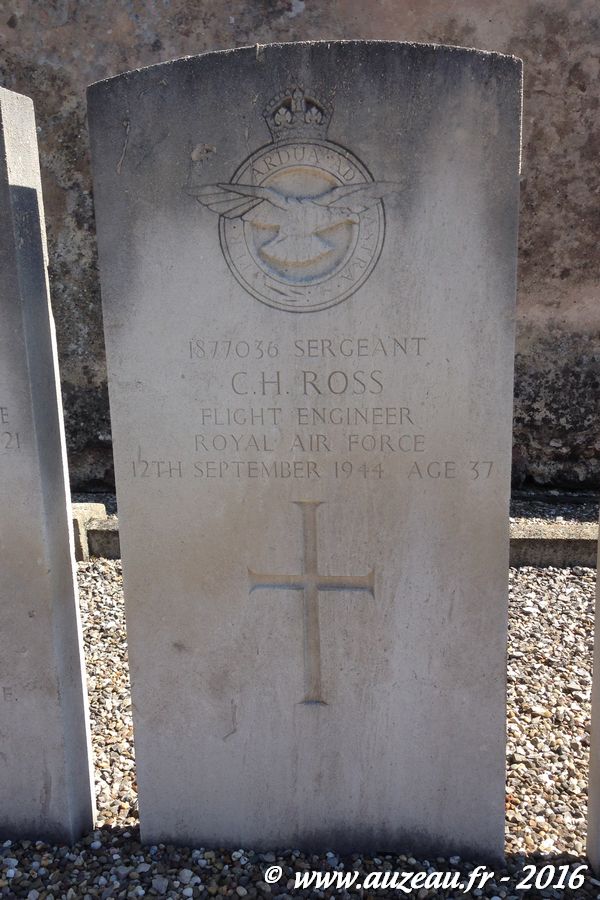 PER ARDUA AD ASTRA
1877036 SERGEANT
C.H. ROSS
FLIGHT ENGINEER
ROYAL AIR FORCE
12TH SEPTEMBER 1944 AGE 37
E
21
E
© www.auzeau.fr - 2016